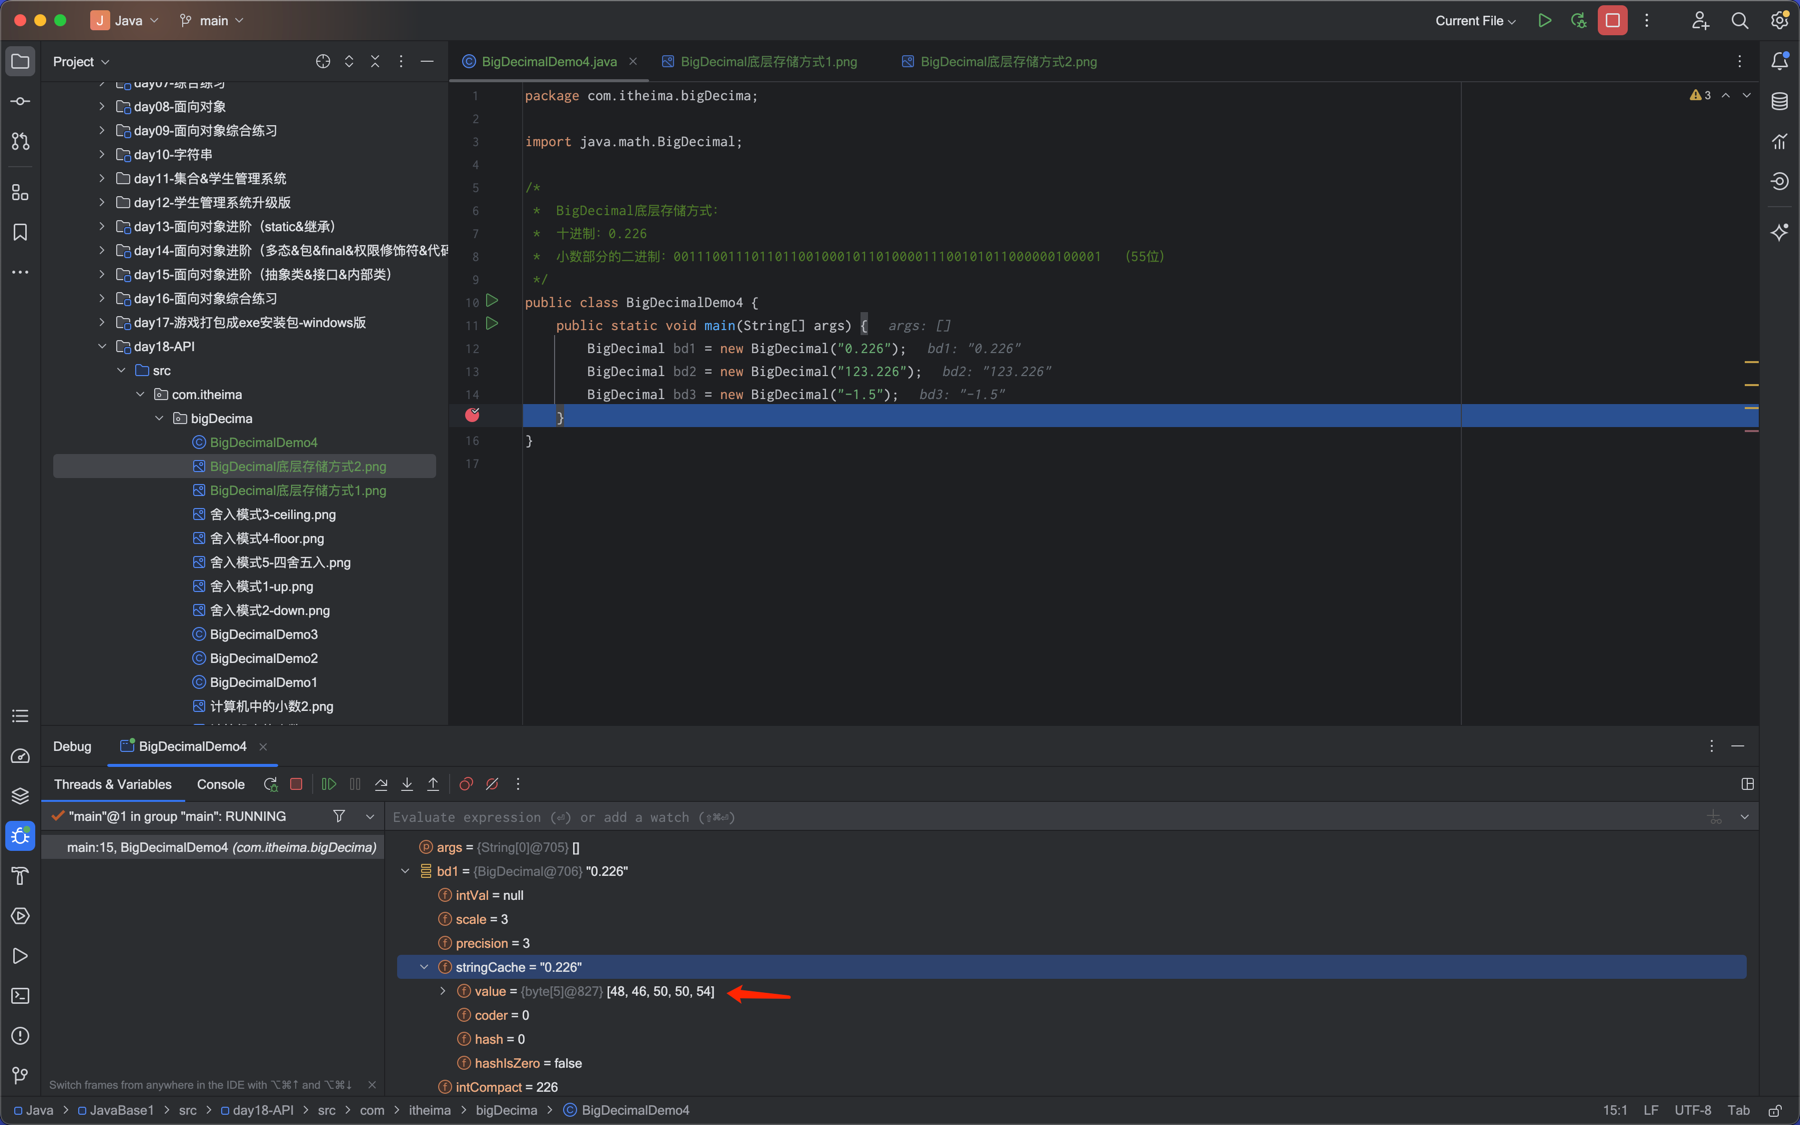 J Java main Current File
Project
BigDecimalDemo4.java BigDecimal底层存储方式1.png BigDecimal底层存储方式2.png
day07-综合练习
day08-面向对象
day09-面向对象综合练习
day10-字符串
day11-集合&学生管理系统
day12-学生管理系统升级版
day13-面向对象进阶（static&继承）
day14-面向对象进阶（多态&包&final&权限修饰符&代码
day15-面向对象进阶（抽象类&接口&内部类）
day16-面向对象综合练习
day17-游戏打包成exe安装包-windows版
day18-API
src
com.itheima
bigDecima
BigDecimalDemo4
BigDecimal底层存储方式2.png
BigDecimal底层存储方式1.png
舍入模式3-ceiling.png
舍入模式4-floor.png
舍入模式5-四舍五入.png
舍入模式1-up.png
舍入模式2-down.png
BigDecimalDemo3
BigDecimalDemo2
BigDecimalDemo1
计算机中的小数2.png
3
1 package com.itheima.bigDecima;
2
3 import java.math.BigDecimal;
4
5 /*
6 * BigDecimal底层存储方式：
7 * 十进制：0.226
8 * 小数部分的二进制：0011100111011011001000101101000011100101011000000100001 （55位）
9 */
10 public class BigDecimalDemo4 {
11 public static void main(String[] args) { args: []
12 BigDecimal bd1 = new BigDecimal("0.226"); bd1: "0.226"
13 BigDecimal bd2 = new BigDecimal("123.226"); bd2: "123.226"
14 BigDecimal bd3 = new BigDecimal("-1.5"); bd3: "-1.5"
}
16 }
17
Debug BigDecimalDemo4
Threads & Variables Console
"main"@1 in group "main": RUNNING
main:15, BigDecimalDemo4 (com.itheima.bigDecima)
Evaluate expression (⏎) or add a watch (⇧⌘⏎)
args = {String[0]@705} []
bd1 = {BigDecimal@706} "0.226"
intVal = null
scale = 3
precision = 3
stringCache = "0.226"
value = {byte[5]@827} [48, 46, 50, 50, 54]
coder = 0
hash = 0
hashIsZero = false
intCompact = 226
Switch frames from anywhere in the IDE with ⌥⌘↑ and ⌥⌘↓
Java JavaBase1 src day18-API src com itheima bigDecima BigDecimalDemo4 15:1 LF UTF-8 Tab